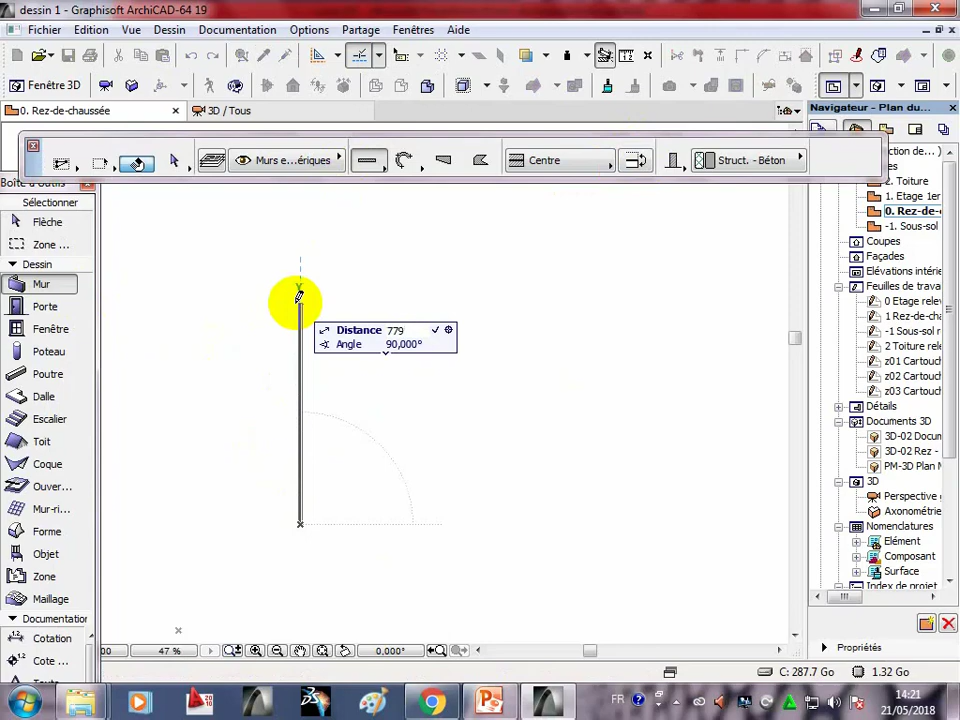 dessin 1 - Graphisoft ArchiCAD-64 19
Fichier Edition Vue Dessin Documentation Options Partage Fenêtres Aide
Fenêtre 3D
0. Rez-de-chaussée
3D / Tous
Navigateur - Plan du...
Murs e...ériques
Centre
Struct. - Béton
Boîte à Outils
Sélectionner
Flèche
Zone ...
Dessin
Mur
Porte
Fenêtre
Poteau
Poutre
Dalle
Escalier
Toit
Coque
Ouver...
Mur-ri...
Forme
Objet
Zone
Maillage
Documentation
Cotation
Cote ...
Distance 779
Angle 90,000°
2. Toiture
1. Etage 1er
0. Rez-de-
-1. Sous-sol
Coupes
Façades
Elévations intérie
Feuilles de trava
0 Etage relev
1 Rez-de-cha
-1 Sous-sol r
2 Toiture rele
z01 Cartouch
z02 Cartouch
z03 Cartouch
Détails
Documents 3D
3D-02 Docum
3D-02 Rez -
PM-3D Plan M
3D
Perspective g
Axonométrie
Nomenclatures
Elément
Composant
Surface
Index de projet
Propriétés
47 %
0,000°
C: 287.7 Go
1.32 Go
FR
14:21
21/05/2018